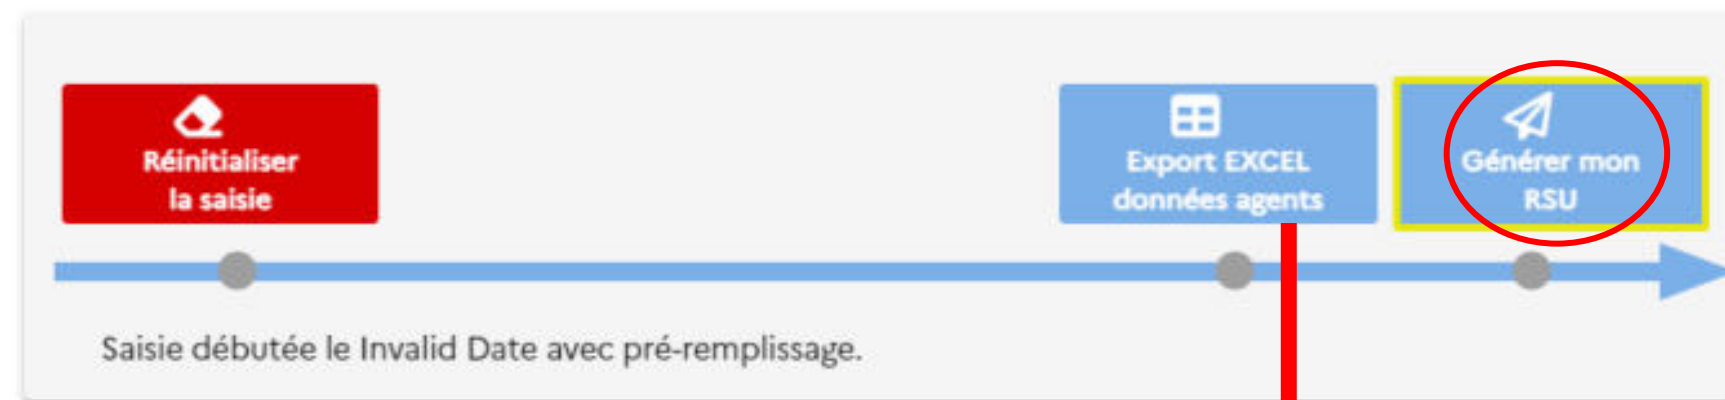 Réinitialiser
la saisie
Export EXCEL
données agents
Générer mon
RSU
Saisie débutée le Invalid Date avec pré-remplissage.